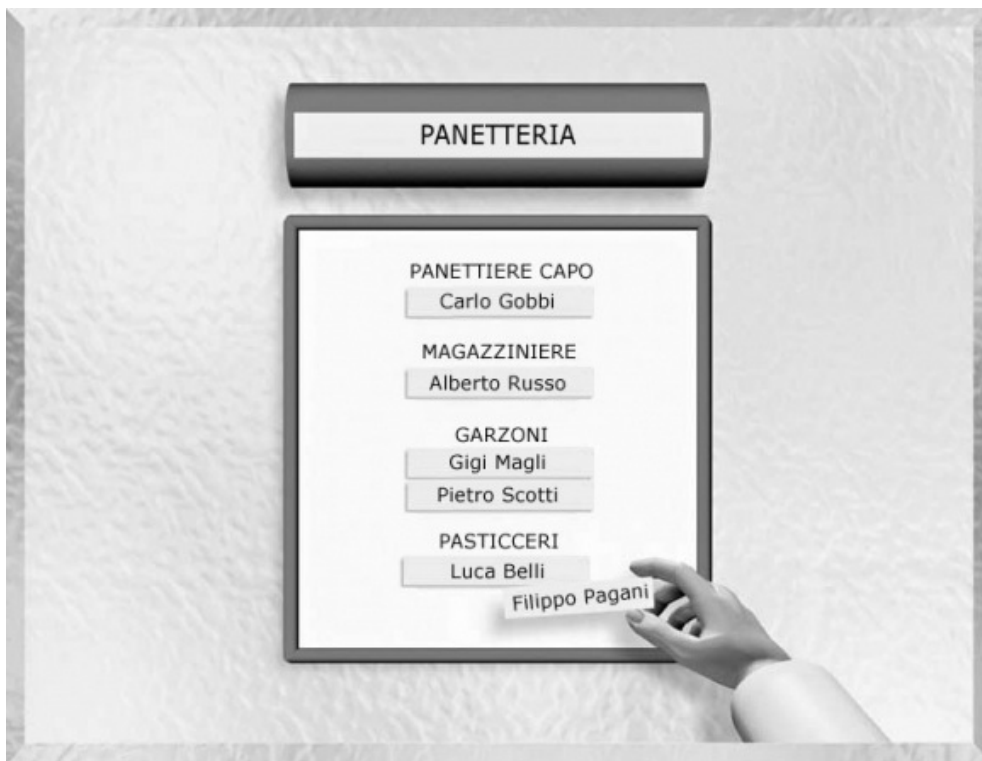 PANETTERIA
PANETTIERE CAPO
Carlo Gobbi
MAGAZZINIERE
Alberto Russo
GARZONI
Gigi Magli
Pietro Scotti
PASTICCERI
Luca Belli
Filippo Pagani